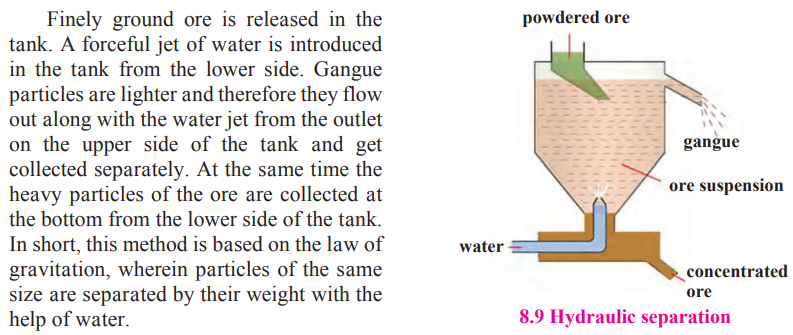 Finely ground ore is released in the
tank. A forceful jet of water is introduced
in the tank from the lower side. Gangue
particles are lighter and therefore they flow
out along with the water jet from the outlet
on the upper side of the tank and get
collected separately. At the same time the
heavy particles of the ore are collected at
the bottom from the lower side of the tank.
In short, this method is based on the law of
gravitation, wherein particles of the same
size are separated by their weight with the
help of water.
powdered ore
gangue
ore suspension
water
concentrated
ore
8.9 Hydraulic separation